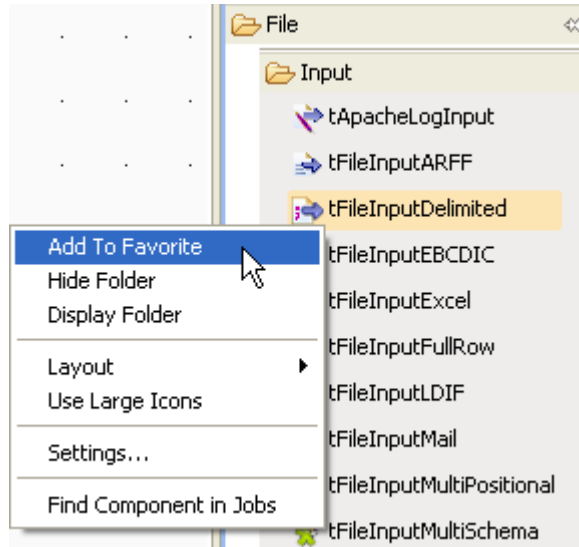 File
Input
tApacheLogInput
tFileInputARFF
tFileInputDelimited
tFileInputEBCDIC
tFileInputExcel
tFileInputFullRow
tFileInputLDIF
tFileInputMail
tFileInputMultiPositional
tFileInputMultiSchema
Add To Favorite
Hide Folder
Display Folder
Layout
Use Large Icons
Settings...
Find Component in Jobs